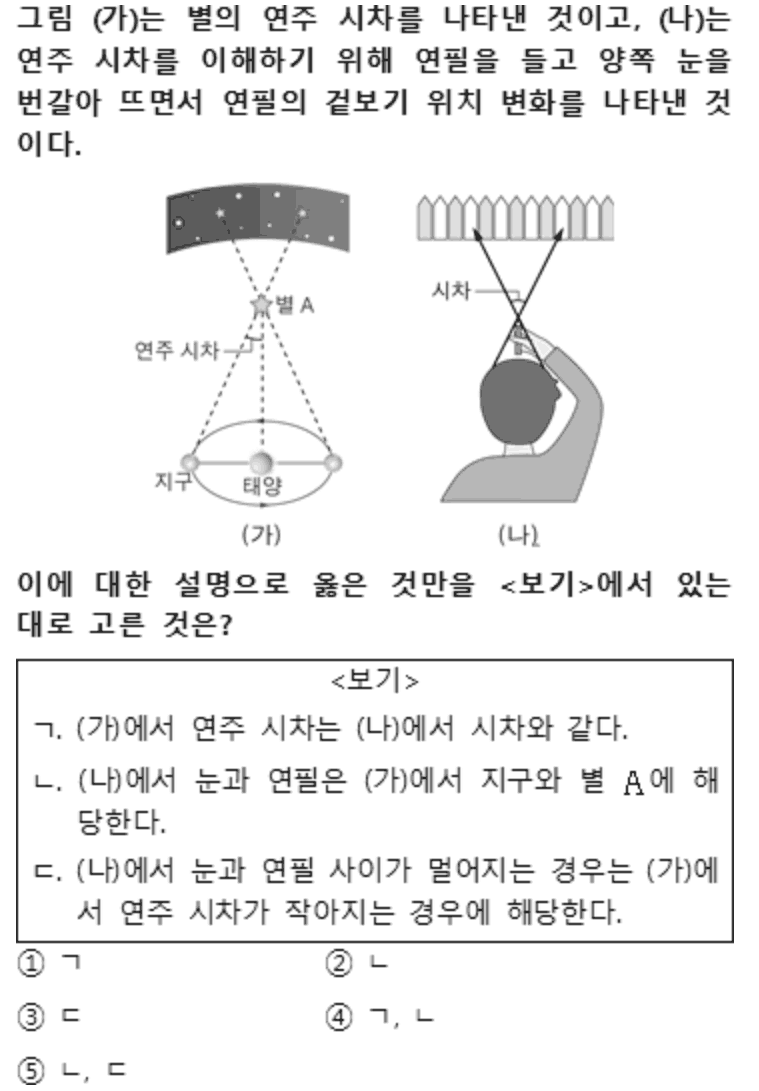 그림 (가)는 별의 연주 시차를 나타낸 것이고, (나)는
연주 시차를 이해하기 위해 연필을 들고 양쪽 눈을
번갈아 뜨면서 연필의 겉보기 위치 변화를 나타낸 것
이다.
별 A
연주 시차
지구
태양
(가)
시차
(나)
이에 대한 설명으로 옳은 것만을 <보기>에서 있는
대로 고른 것은?
<보기>
ㄱ. (가)에서 연주 시차는 (나)에서 시차와 같다.
ㄴ. (나)에서 눈과 연필은 (가)에서 지구와 별 A에 해
당한다.
ㄷ. (나)에서 눈과 연필 사이가 멀어지는 경우는 (가)에
서 연주 시차가 작아지는 경우에 해당한다.
① ㄱ ② ㄴ
③ ㄷ ④ ㄱ, ㄴ
⑤ ㄴ, ㄷ